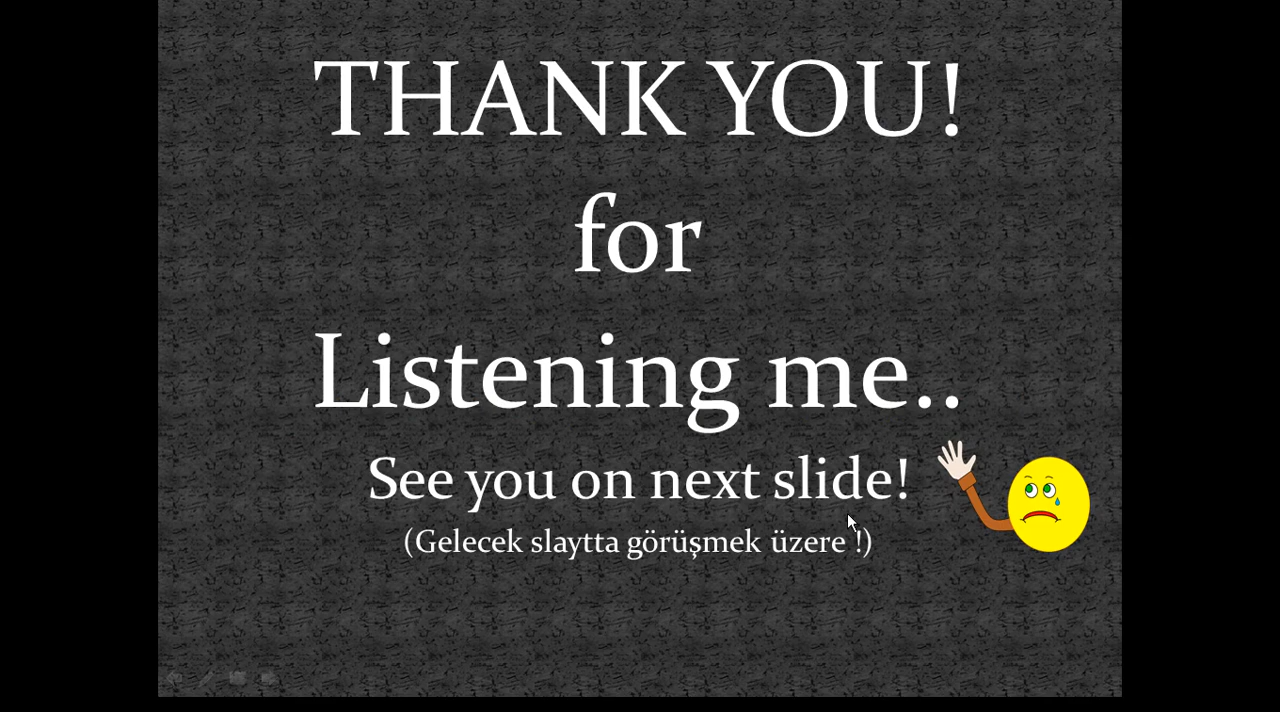 THANK YOU!
for
Listening me..
See you on next slide!
(Gelecek slaytta görüşmek üzere !)